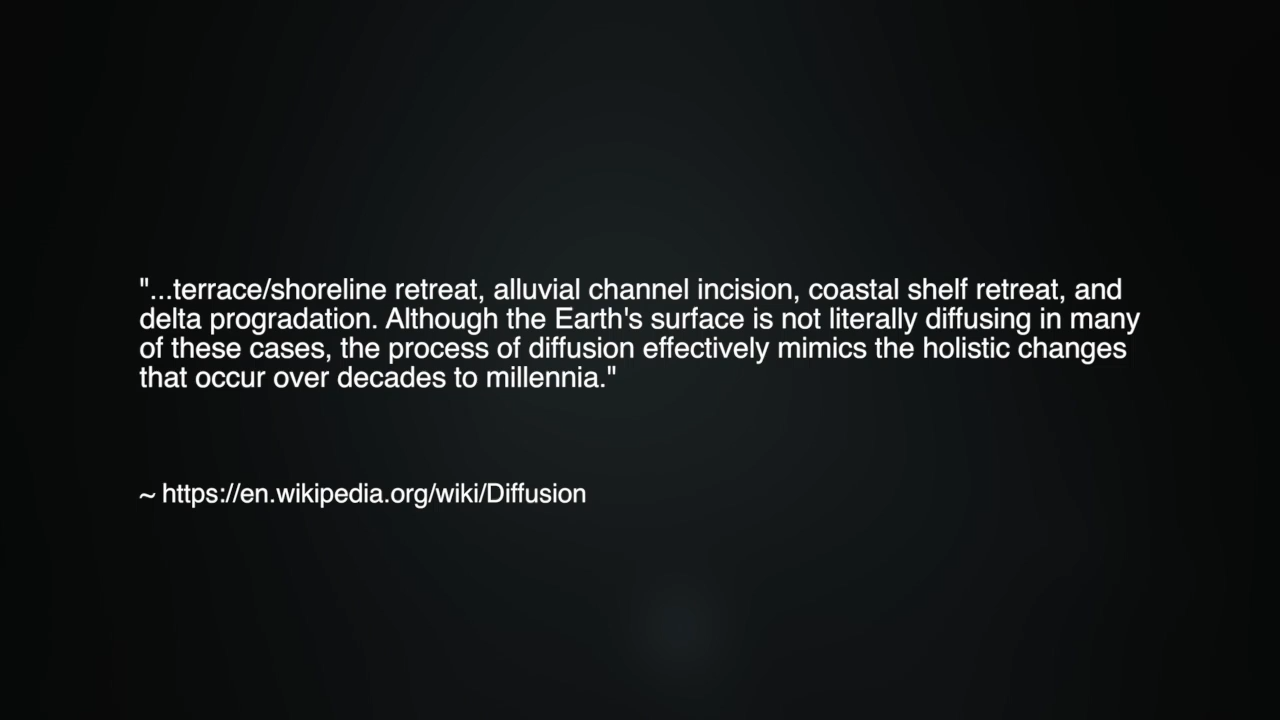 "...terrace/shoreline retreat, alluvial channel incision, coastal shelf retreat, and
delta progradation. Although the Earth's surface is not literally diffusing in many
of these cases, the process of diffusion effectively mimics the holistic changes
that occur over decades to millennia."
~ https://en.wikipedia.org/wiki/Diffusion